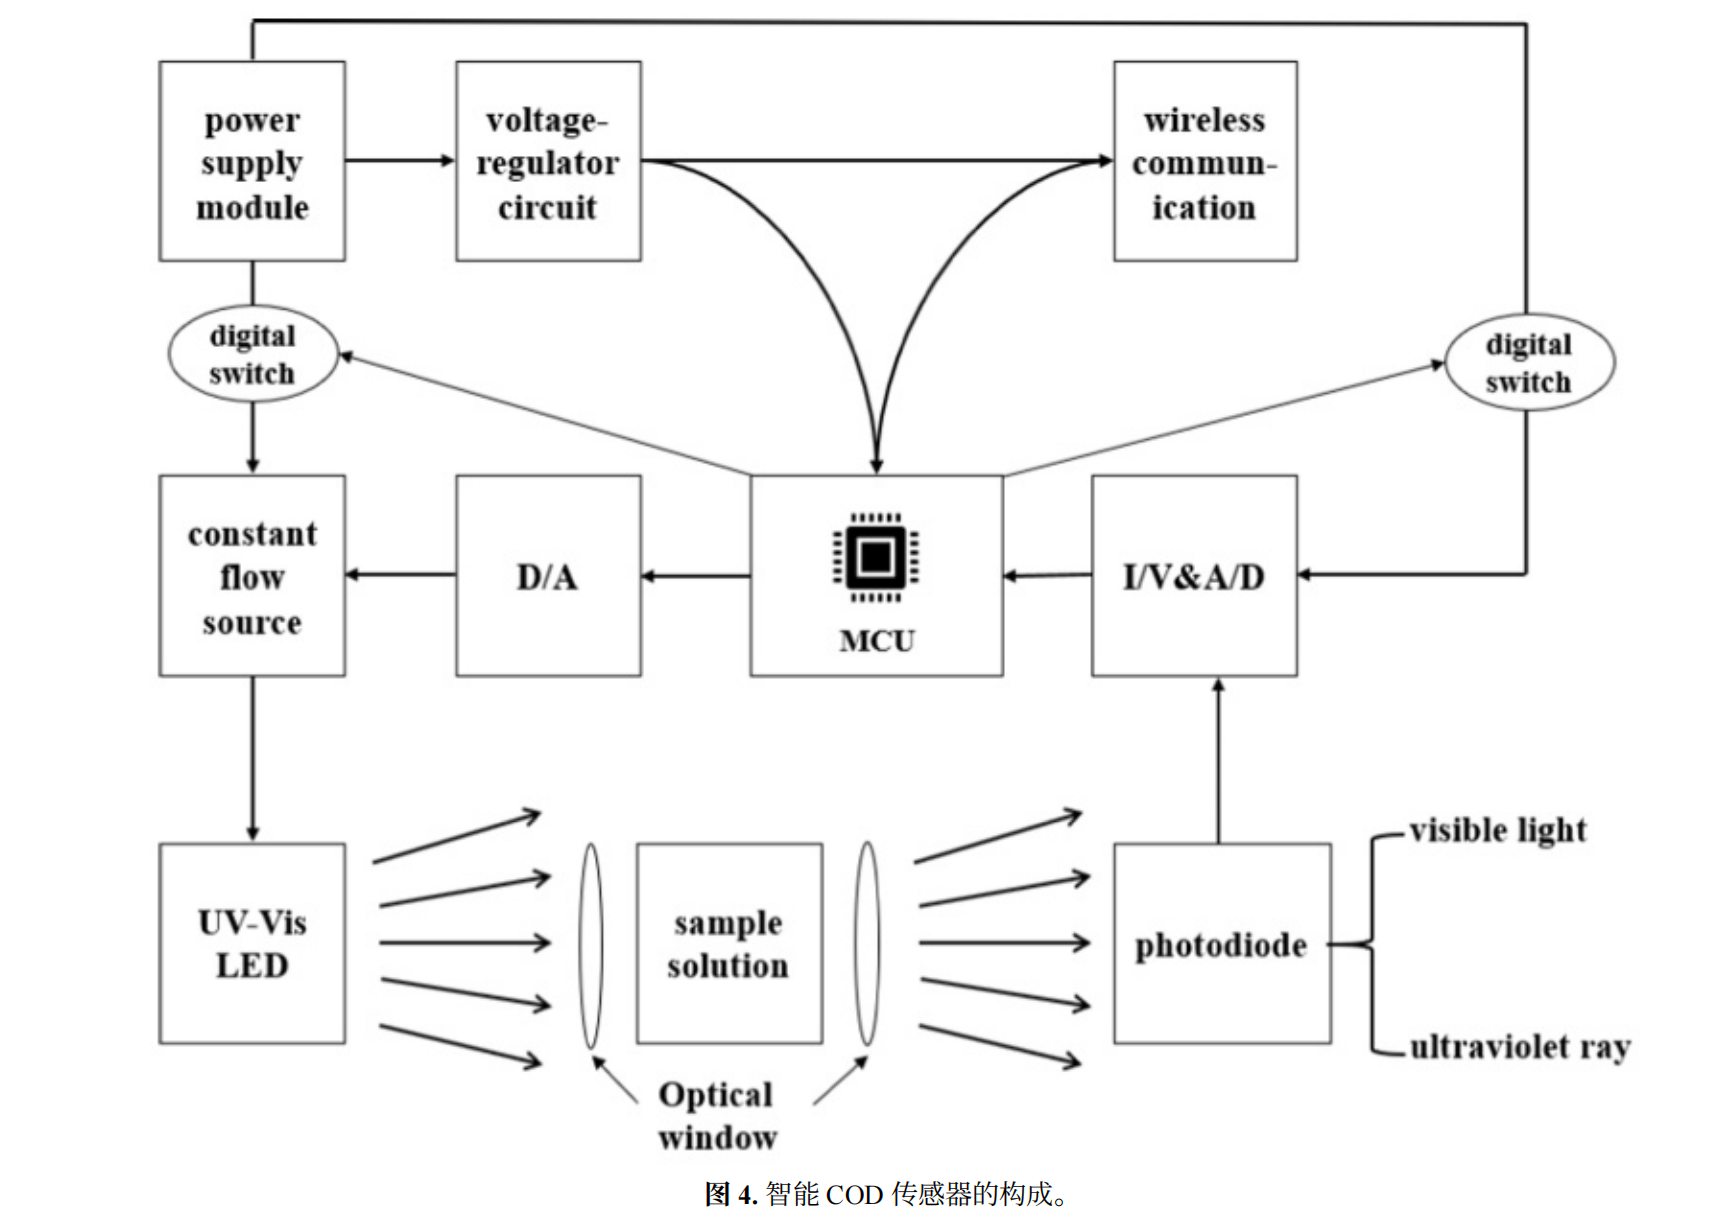 power
supply
module
voltage-
regulator
circuit
wireless
commun-
ication
digital
switch
digital
switch
constant
flow
source
D/A
MCU
I/V&A/D
UV-Vis
LED
sample
solution
photodiode
visible light
ultraviolet ray
Optical
window
图 4. 智能 COD 传感器的构成。